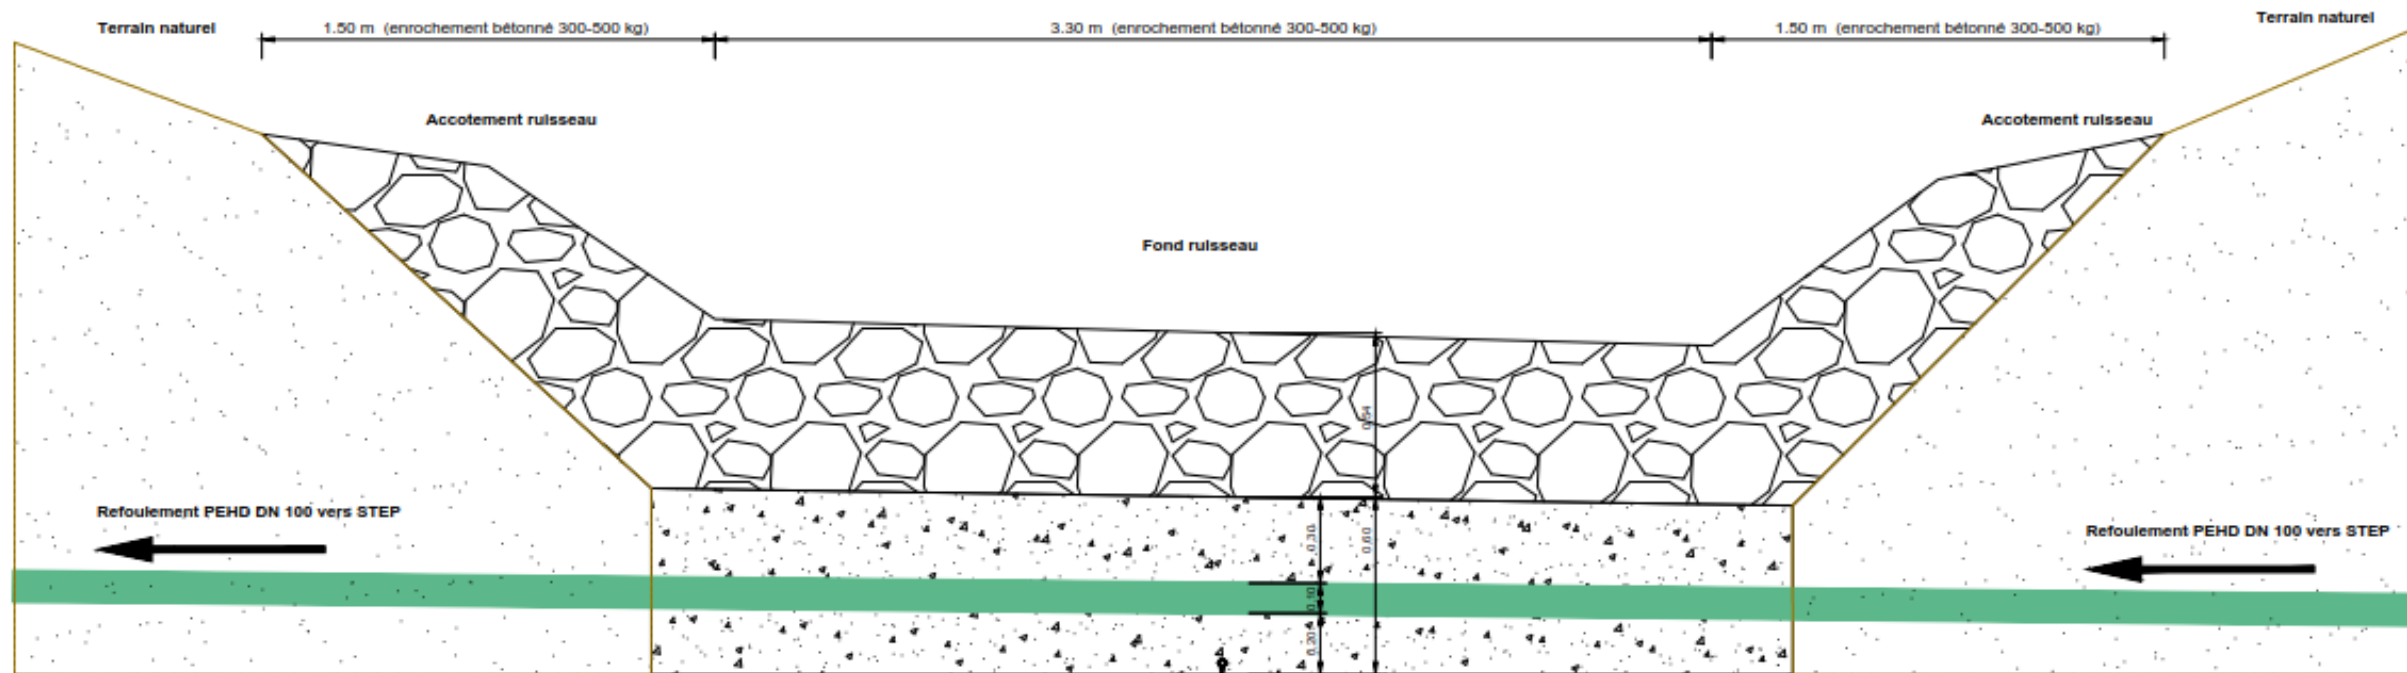 Terrain naturel
1.50 m (enrochement bétonné 300-500 kg)
3.30 m (enrochement bétonné 300-500 kg)
1.50 m (enrochement bétonné 300-500 kg)
Terrain naturel
Accotement ruisseau
Accotement ruisseau
Fond ruisseau
0.54
Refoulement PEHD DN 100 vers STEP
0.30
0.60
Refoulement PEHD DN 100 vers STEP
0.10
0.20